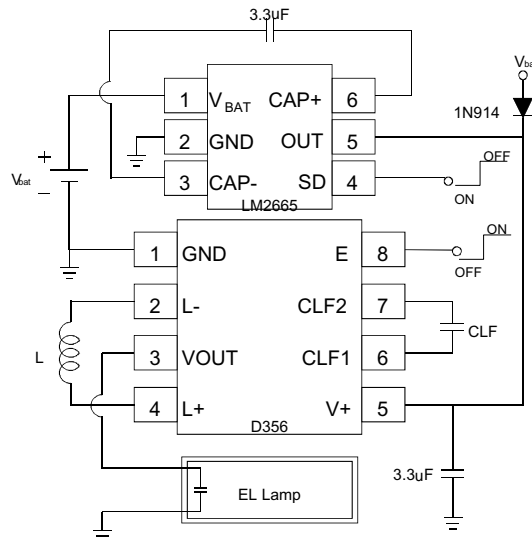 3.3uF
1 VBAT CAP+ 6
2 GND OUT 5
3 CAP- SD 4
LM2665
Vba
1N914
OFF
ON
+
Vbat
−
1 GND E 8
ON
OFF
2 L- CLF2 7
CLF
L
3 VOUT CLF1 6
4 L+ V+ 5
D356
3.3uF
EL Lamp